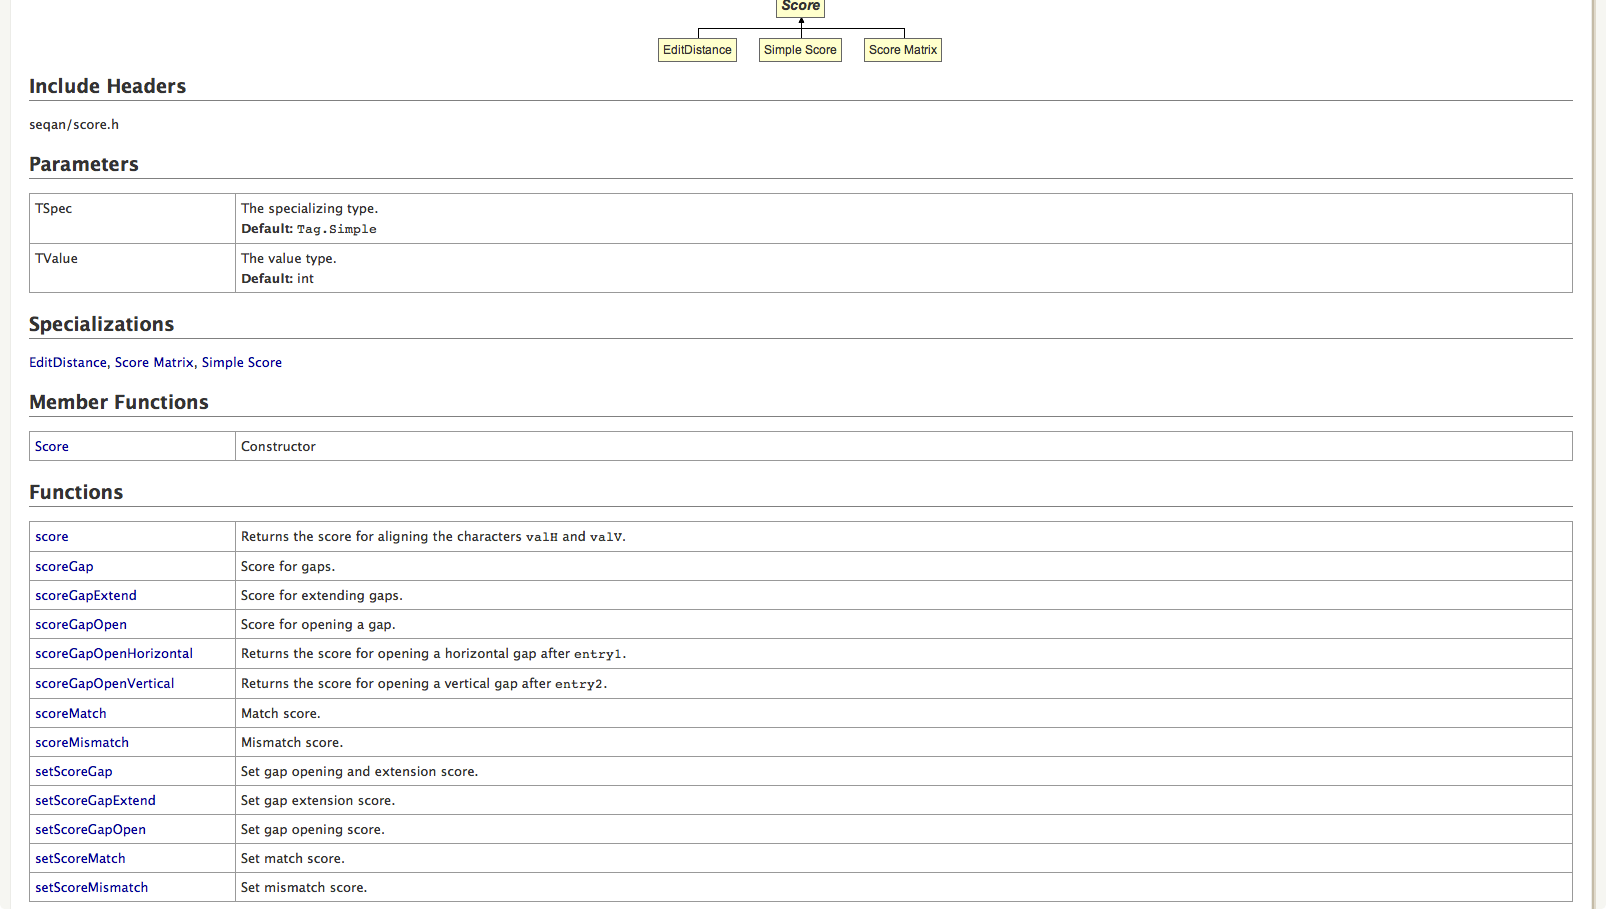 Score
EditDistance Simple Score Score Matrix
Include Headers
seqan/score.h
Parameters
TSpec The specializing type.
Default: Tag.Simple
TValue The value type.
Default: int
Specializations
EditDistance, Score Matrix, Simple Score
Member Functions
Score Constructor
Functions
score Returns the score for aligning the characters valH and valV.
scoreGap Score for gaps.
scoreGapExtend Score for extending gaps.
scoreGapOpen Score for opening a gap.
scoreGapOpenHorizontal Returns the score for opening a horizontal gap after entry1.
scoreGapOpenVertical Returns the score for opening a vertical gap after entry2.
scoreMatch Match score.
scoreMismatch Mismatch score.
setScoreGap Set gap opening and extension score.
setScoreGapExtend Set gap extension score.
setScoreGapOpen Set gap opening score.
setScoreMatch Set match score.
setScoreMismatch Set mismatch score.